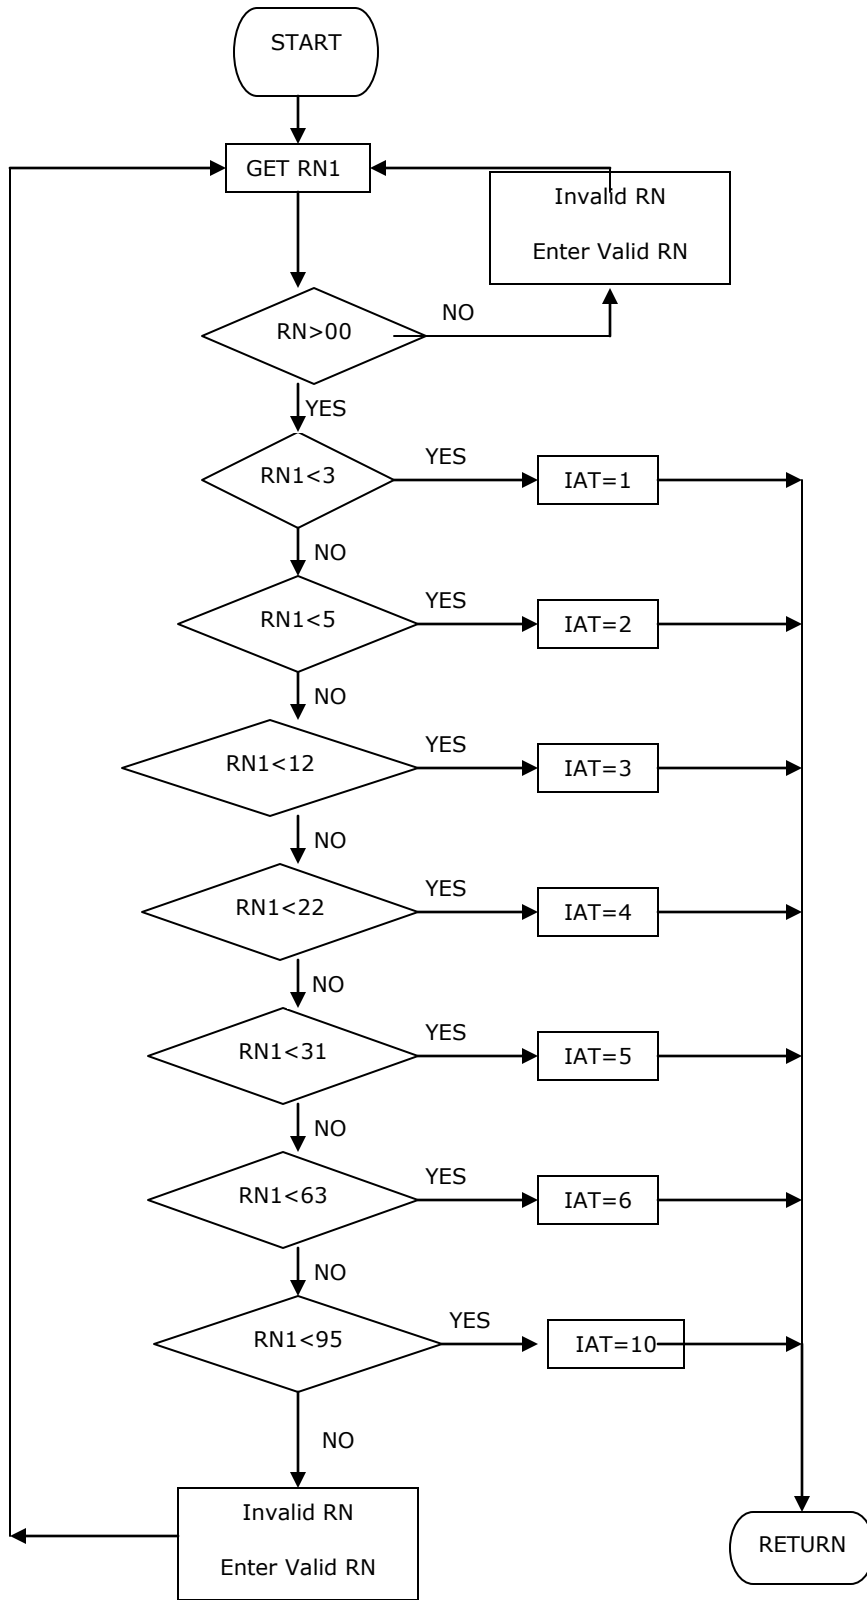 START
GET RN1
Invalid RN
Enter Valid RN
RN>00
NO
YES
RN1<3
YES
IAT=1
NO
RN1<5
YES
IAT=2
NO
RN1<12
YES
IAT=3
NO
RN1<22
YES
IAT=4
NO
RN1<31
YES
IAT=5
NO
RN1<63
YES
IAT=6
NO
RN1<95
YES
IAT=10
NO
Invalid RN
Enter Valid RN
RETURN